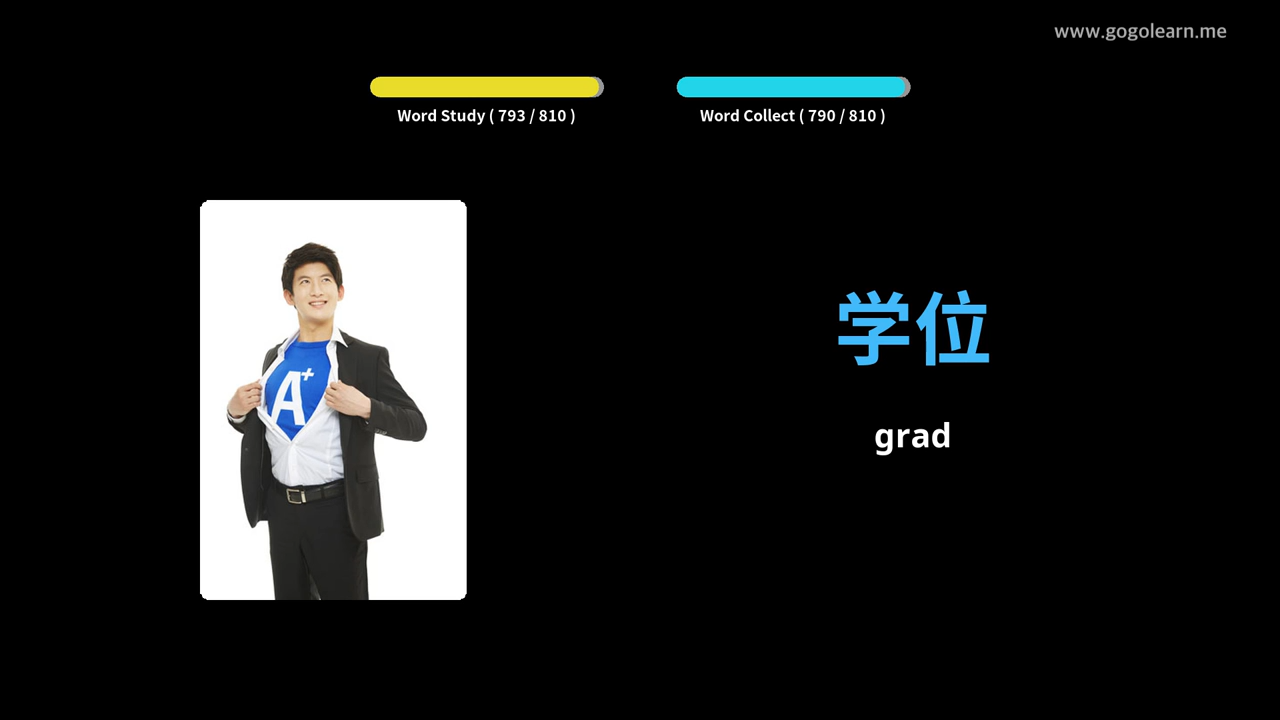 www.gogolearn.me
Word Study ( 793 / 810 )
Word Collect ( 790 / 810 )
A+
学位
grad